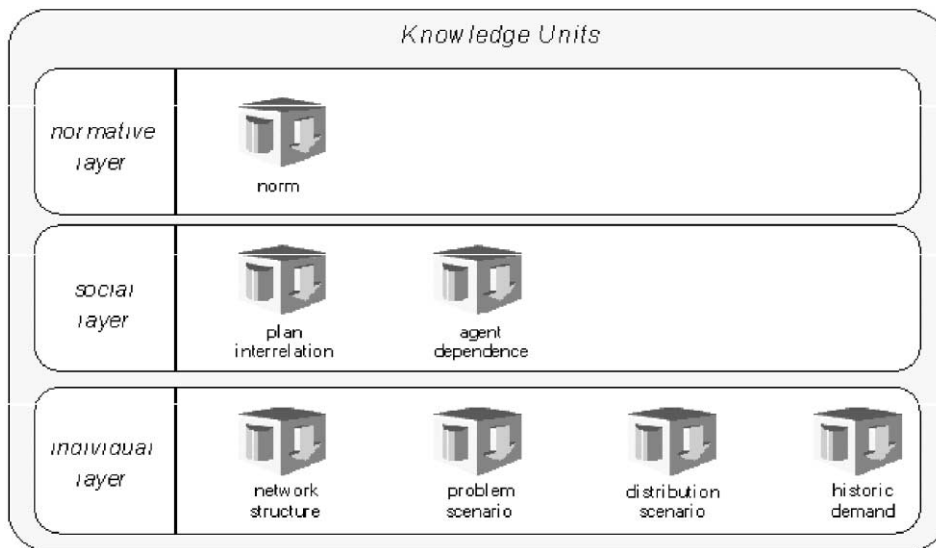 Knowledge Units
normative
layer
norm
social
layer
plan
interrelation
agent
dependence
individual
layer
network
structure
problem
scenario
distribution
scenario
historic
demand